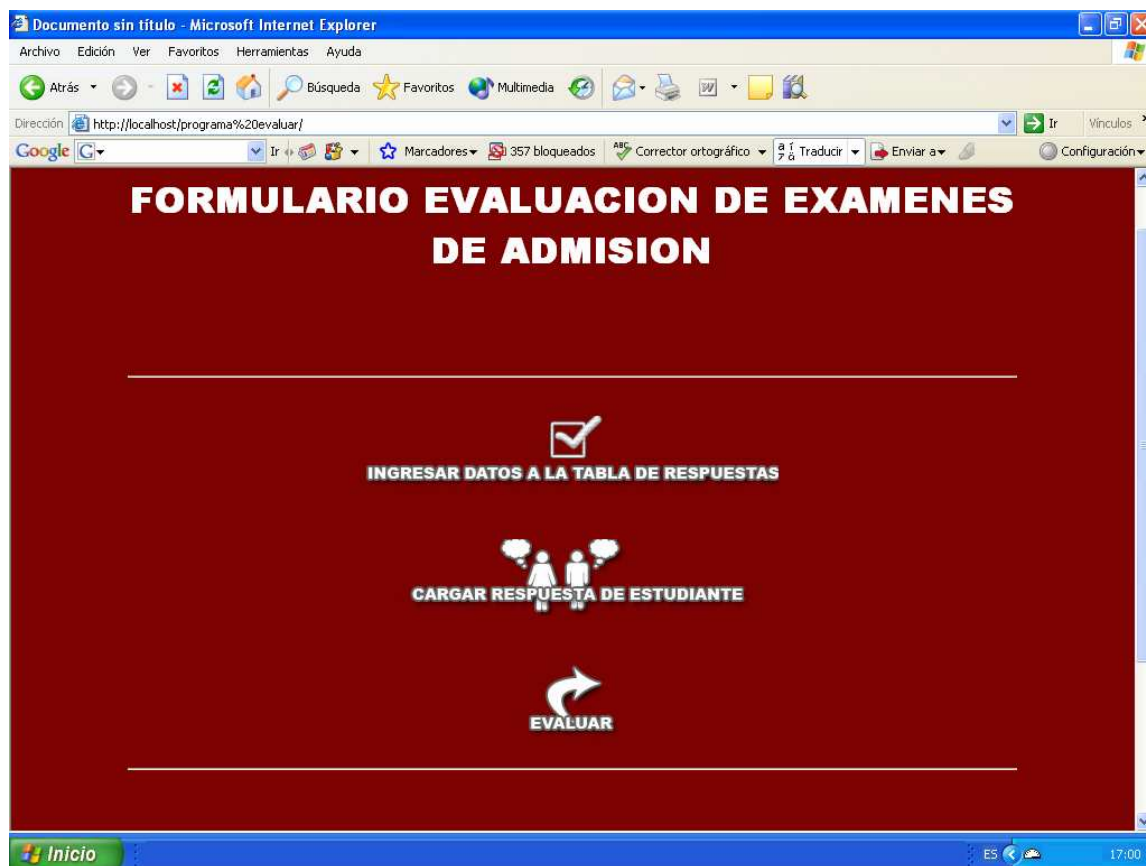 Documento sin título - Microsoft Internet Explorer
Archivo Edición Ver Favoritos Herramientas Ayuda
Atrás Búsqueda Favoritos Multimedia
Dirección http://localhost/programa%20evaluar/ Ir Vínculos
Google G Ir Marcadores 357 bloqueados Corrector ortográfico Traducir Enviar a Configuración
FORMULARIO EVALUACION DE EXAMENES
DE ADMISION
INGRESAR DATOS A LA TABLA DE RESPUESTAS
CARGAR RESPUESTA DE ESTUDIANTE
EVALUAR
Inicio ES 17:00